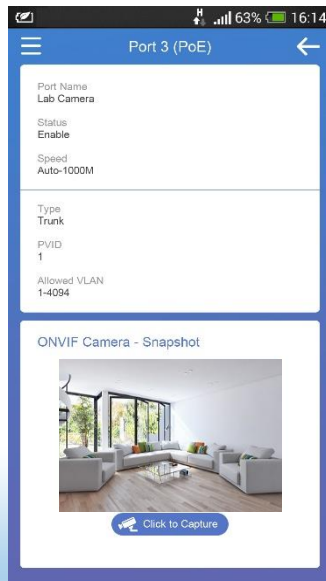 H 63% 16:14
Port 3 (PoE)
Port Name
Lab Camera
Status
Enable
Speed
Auto-1000M
Type
Trunk
PVID
1
Allowed VLAN
1-4094
ONVIF Camera - Snapshot
Click to Capture